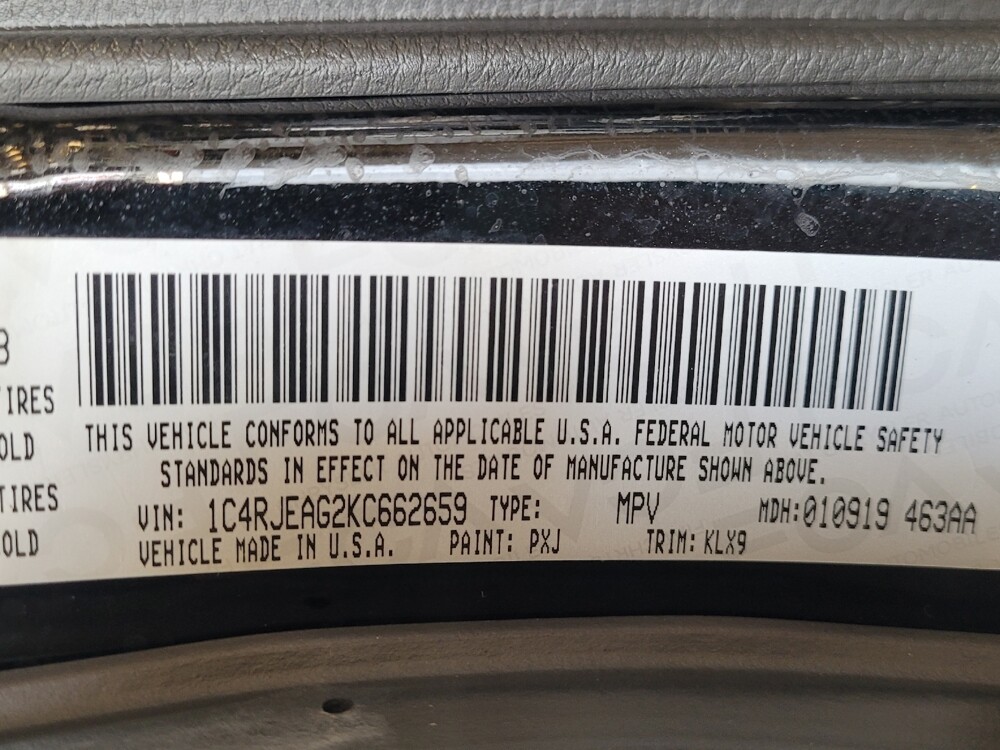 8
TIRES
OLD
TIRES
OLD
THIS VEHICLE CONFORMS TO ALL APPLICABLE U.S.A. FEDERAL MOTOR VEHICLE SAFETY
STANDARDS IN EFFECT ON THE DATE OF MANUFACTURE SHOWN ABOVE.
VIN: 1C4RJEAG2KC662659 TYPE: MPV MDH:010919 463AA
VEHICLE MADE IN U.S.A. PAINT: PXJ TRIM: KLX9